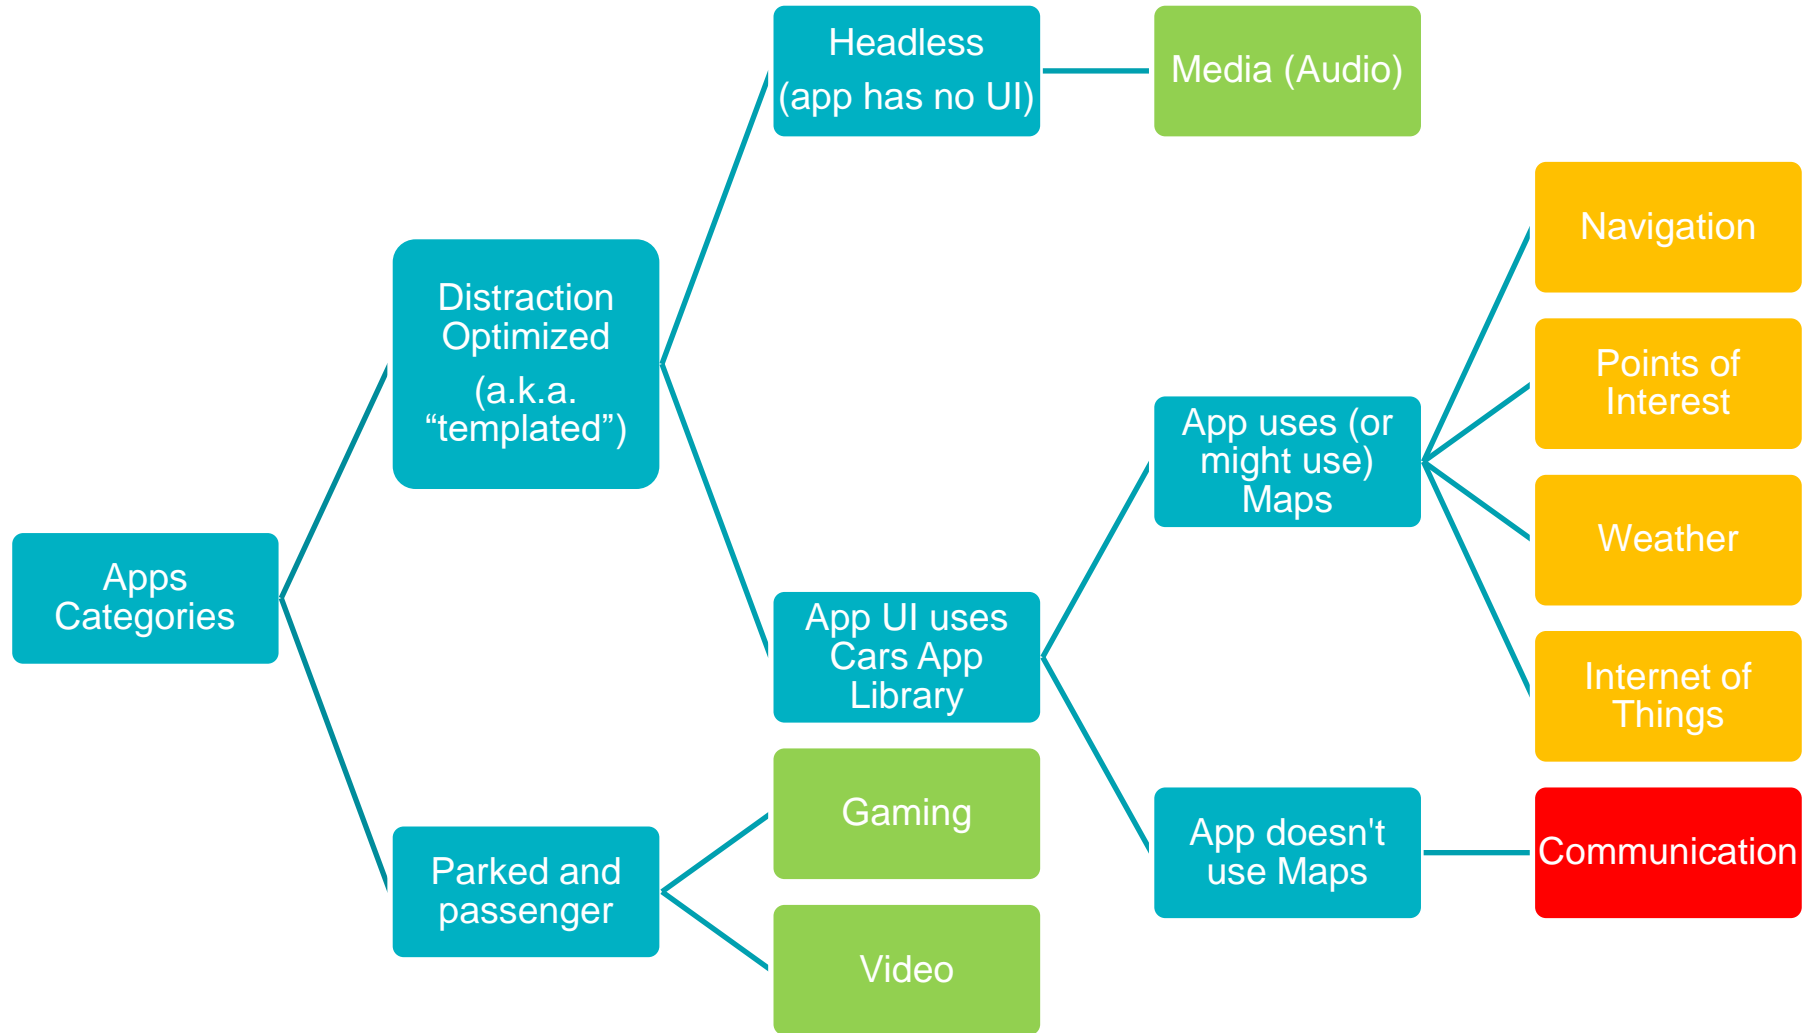 Headless
(app has no UI)
Media (Audio)
Navigation
Distraction
Optimized
(a.k.a.
“templated”)
Points of
Interest
App uses (or
might use)
Maps
Weather
Apps
Categories
App UI uses
Cars App
Library
Internet of
Things
Gaming
App doesn't
use Maps
Communication
Parked and
passenger
Video